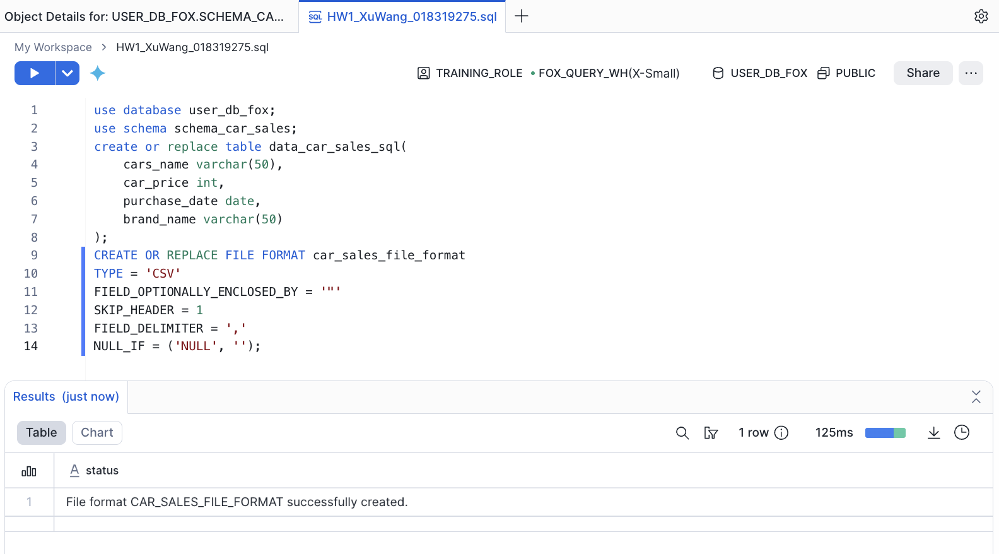 Object Details for: USER_DB_FOX.SCHEMA_CA...
SQL HW1_XuWang_018319275.sql
My Workspace > HW1_XuWang_018319275.sql
TRAINING_ROLE • FOX_QUERY_WH(X-Small) USER_DB_FOX PUBLIC Share ...
1 use database user_db_fox;
2 use schema schema_car_sales;
3 create or replace table data_car_sales_sql(
4     cars_name varchar(50),
5     car_price int,
6     purchase_date date,
7     brand_name varchar(50)
8 );
9 CREATE OR REPLACE FILE FORMAT car_sales_file_format
10 TYPE = 'CSV'
11 FIELD_OPTIONALLY_ENCLOSED_BY = '"'
12 SKIP_HEADER = 1
13 FIELD_DELIMITER = ','
14 NULL_IF = ('NULL', '');
Results (just now)
Table Chart 1 row 125ms
A status
1 File format CAR_SALES_FILE_FORMAT successfully created.